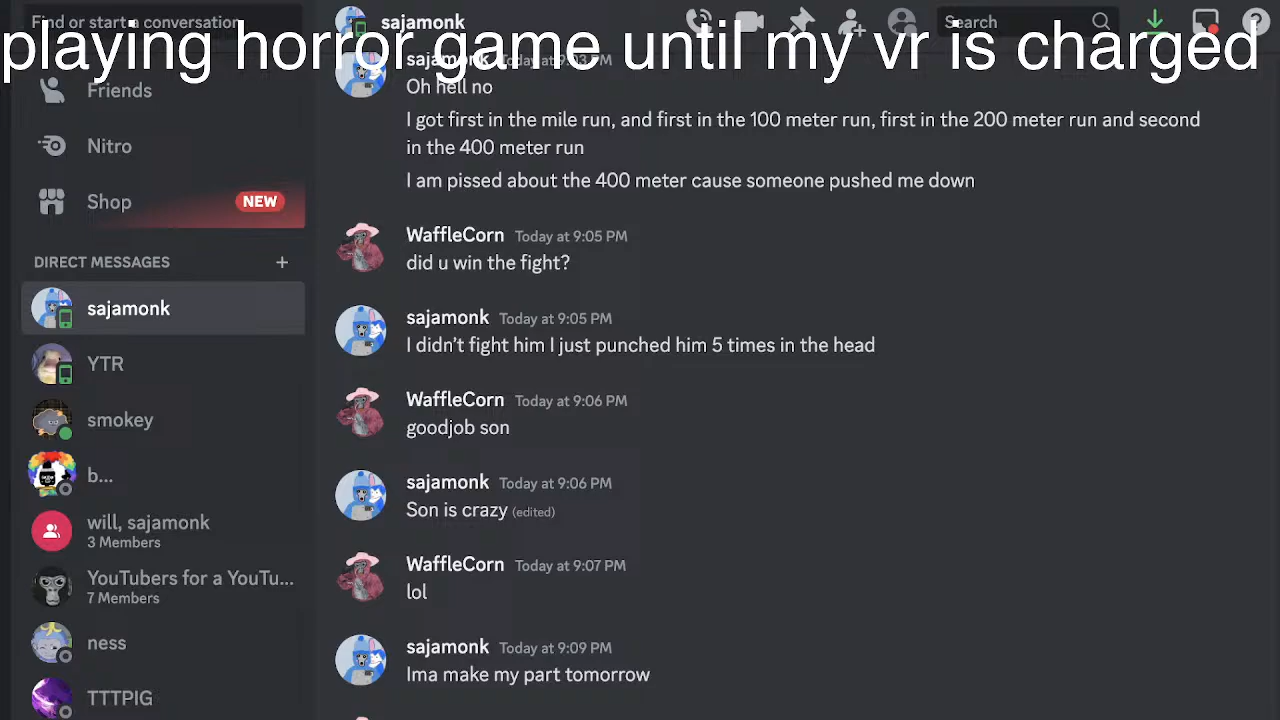 Find or start a conversation
sajamonk
Search
playing horror game until my vr is charged
sajamonk Today at 9:03 PM
Friends
Oh hell no
I got first in the mile run, and first in the 100 meter run, first in the 200 meter run and second
in the 400 meter run
Nitro
I am pissed about the 400 meter cause someone pushed me down
Shop
NEW
WaffleCorn Today at 9:05 PM
did u win the fight?
DIRECT MESSAGES +
sajamonk
sajamonk Today at 9:05 PM
I didn't fight him I just punched him 5 times in the head
YTR
WaffleCorn Today at 9:06 PM
goodjob son
smokey
b...
sajamonk Today at 9:06 PM
Son is crazy (edited)
will, sajamonk
3 Members
WaffleCorn Today at 9:07 PM
lol
YouTubers for a YouTu...
7 Members
ness
sajamonk Today at 9:09 PM
Ima make my part tomorrow
TTTPIG